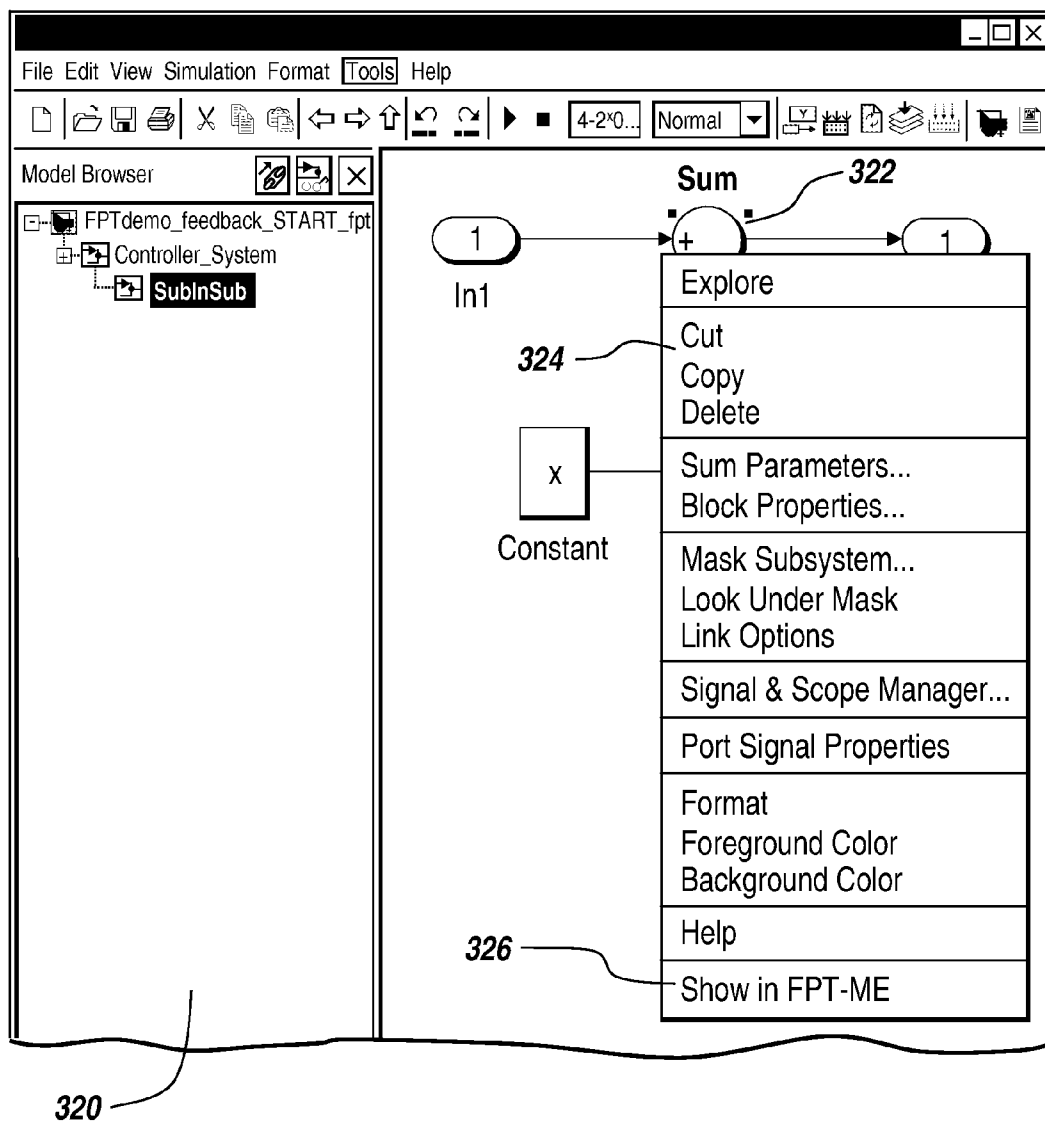 File Edit View Simulation Format Tools Help
4-2x0... Normal
Model Browser
FPTdemo_feedback_START_fpt
Controller_System
SubInSub
Sum
322
1
+
1
In1
Explore
324
Cut
Copy
Delete
x
Constant
Sum Parameters...
Block Properties...
Mask Subsystem...
Look Under Mask
Link Options
Signal & Scope Manager...
Port Signal Properties
Format
Foreground Color
Background Color
Help
326
Show in FPT-ME
320